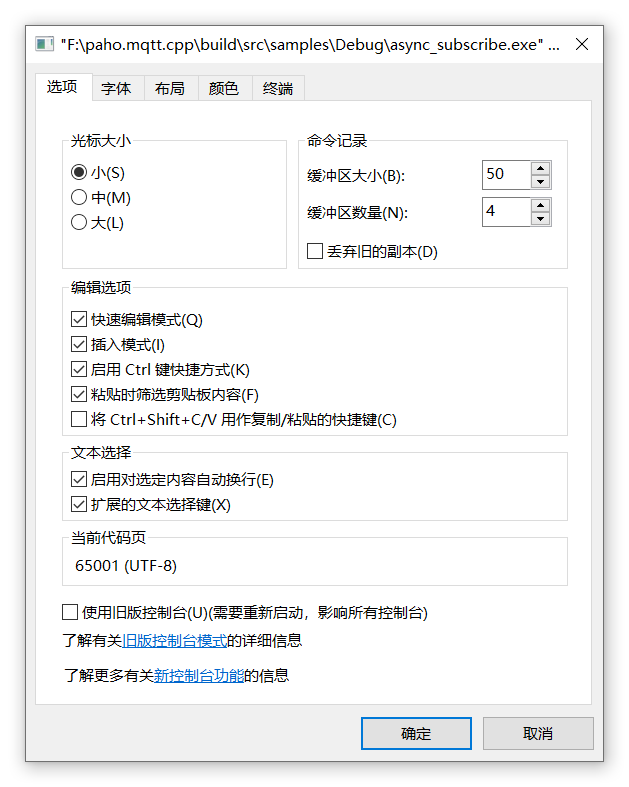 "F:\paho.mqtt.cpp\build\src\samples\Debug\async_subscribe.exe" ...
选项 字体 布局 颜色 终端
光标大小
小(S)
中(M)
大(L)
命令记录
缓冲区大小(B): 50
缓冲区数量(N): 4
丢弃旧的副本(D)
编辑选项
快速编辑模式(Q)
插入模式(I)
启用 Ctrl 键快捷方式(K)
粘贴时筛选剪贴板内容(F)
将 Ctrl+Shift+C/V 用作复制/粘贴的快捷键(C)
文本选择
启用对选定内容自动换行(E)
扩展的文本选择键(X)
当前代码页
65001 (UTF-8)
使用旧版控制台(U)(需要重新启动，影响所有控制台)
了解有关旧版控制台模式的详细信息
了解更多有关新控制台功能的信息
确定 取消